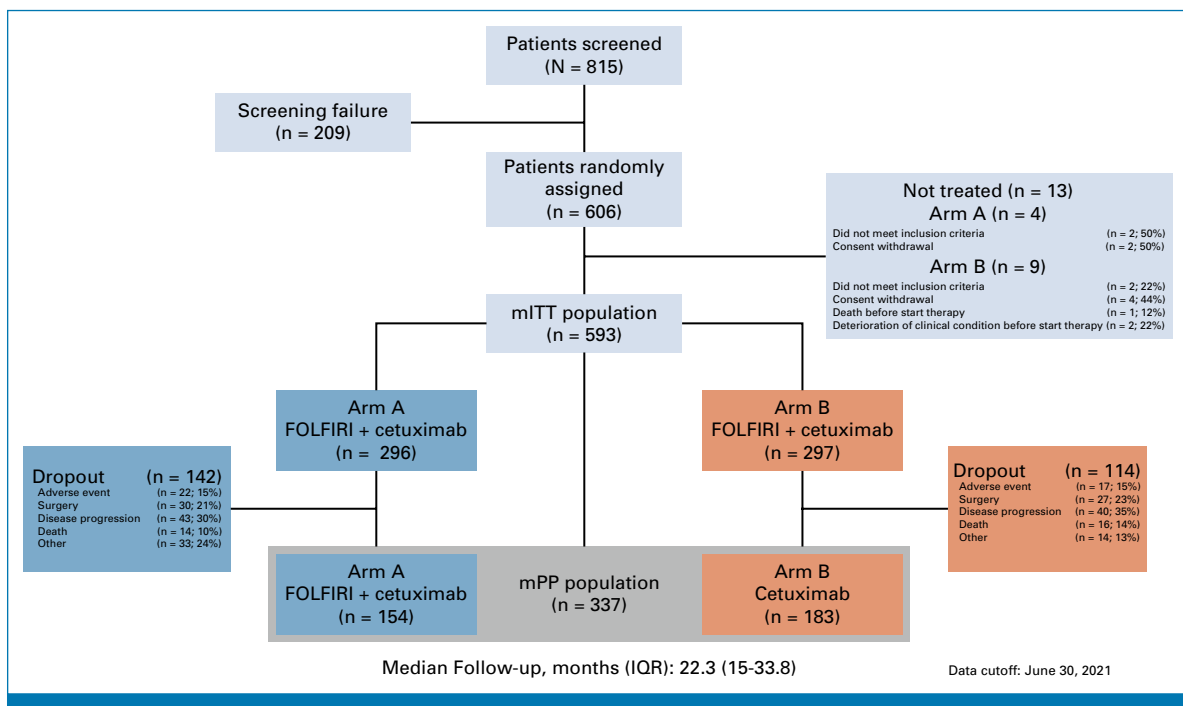 Patients screened
(N = 815)
Screening failure
(n = 209)
Patients randomly
assigned
(n = 606)
Not treated (n = 13)
Arm A (n = 4)
Did not meet inclusion criteria (n = 2; 50%)
Consent withdrawal (n = 2; 50%)
Arm B (n = 9)
Did not meet inclusion criteria (n = 2; 22%)
Consent withdrawal (n = 4; 44%)
Death before start therapy (n = 1; 12%)
Deterioration of clinical condition before start therapy (n = 2; 22%)
mITT population
(n = 593)
Arm A
FOLFIRI + cetuximab
(n = 296)
Arm B
FOLFIRI + cetuximab
(n = 297)
Dropout (n = 142)
Adverse event (n = 22; 15%)
Surgery (n = 30; 21%)
Disease progression (n = 43; 30%)
Death (n = 14; 10%)
Other (n = 33; 24%)
Dropout (n = 114)
Adverse event (n = 17; 15%)
Surgery (n = 27; 23%)
Disease progression (n = 40; 35%)
Death (n = 16; 14%)
Other (n = 14; 13%)
Arm A
FOLFIRI + cetuximab
(n = 154)
mPP population
(n = 337)
Arm B
Cetuximab
(n = 183)
Median Follow-up, months (IQR): 22.3 (15-33.8)
Data cutoff: June 30, 2021